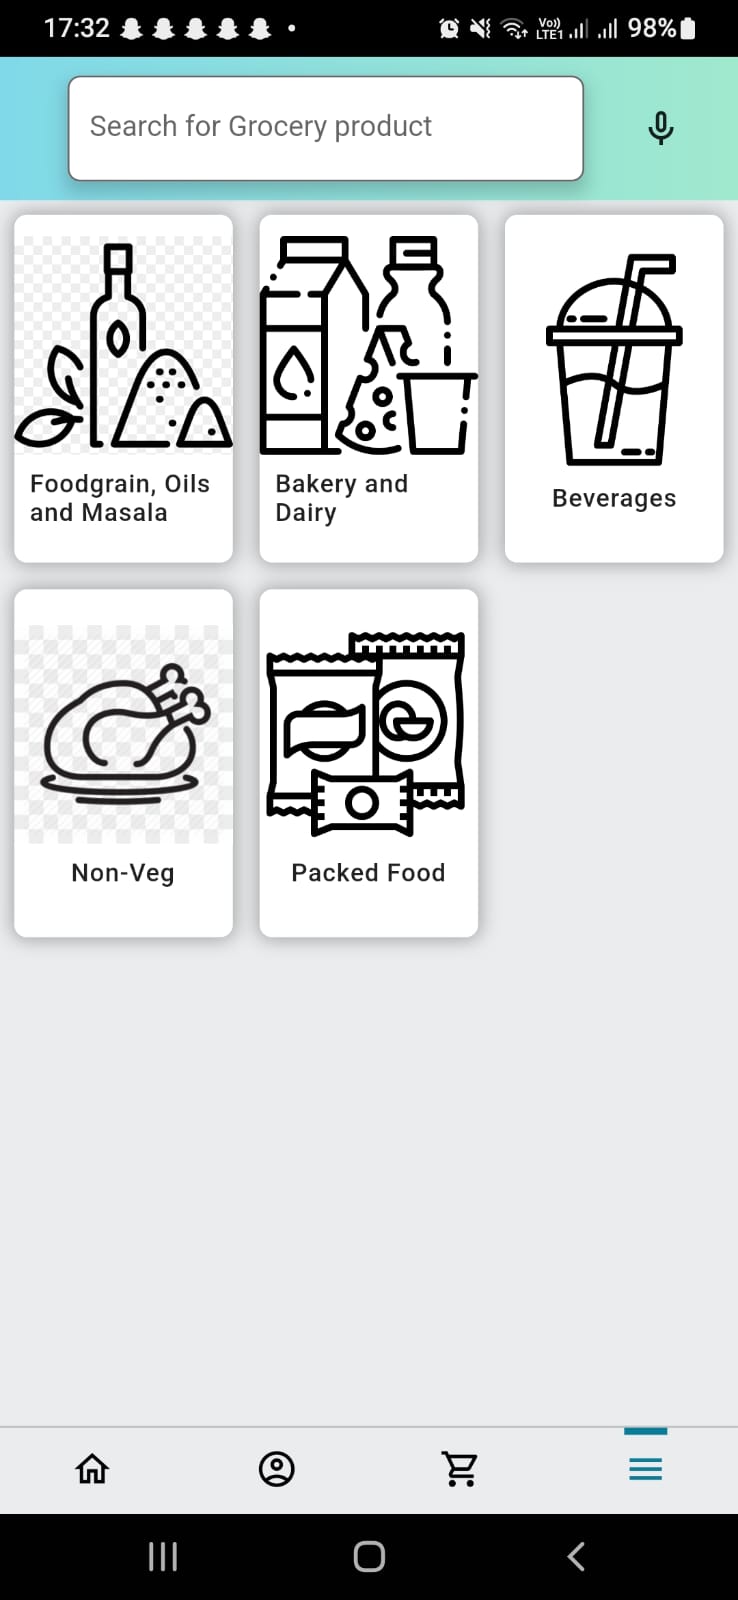 17:32
Vo)) LTE1 98%
Search for Grocery product
Foodgrain, Oils
and Masala
Bakery and
Dairy
Beverages
Non-Veg
Packed Food